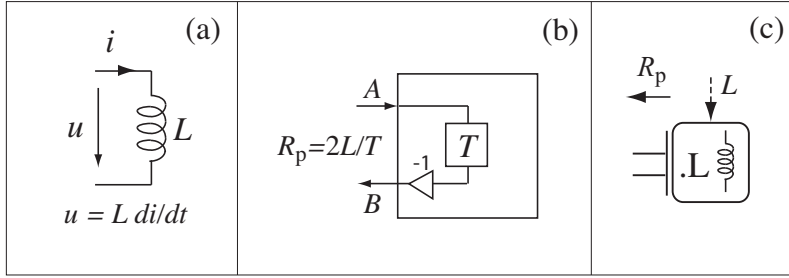 (a)
i
u
L
u = L di/dt
(b)
A
R_p=2L/T
T
-1
B
(c)
R_p
L
.L